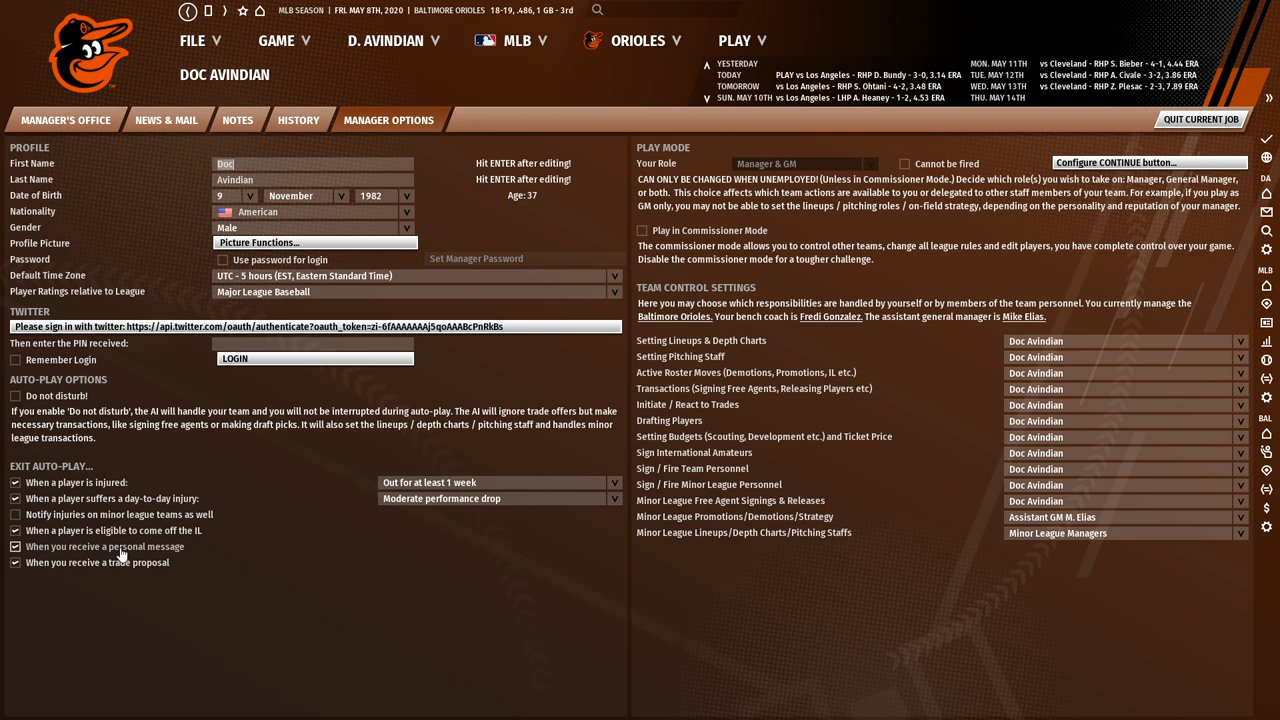 MLB SEASON | FRI. MAY 8TH, 2020 | BALTIMORE ORIOLES 18-19, .486, 1 GB - 3rd
FILE GAME D. AVINDIAN MLB ORIOLES PLAY
DOC AVINDIAN
YESTERDAY
TODAY PLAY vs Los Angeles - RHP D. Bundy - 3-0, 3.14 ERA
TOMORROW vs Los Angeles - RHP S. Ohtani - 4-2, 3.48 ERA
SUN. MAY 10TH vs Los Angeles - LHP A. Heaney - 1-2, 4.53 ERA
MON. MAY 11TH vs Cleveland - RHP S. Bieber - 4-1, 4.44 ERA
TUE. MAY 12TH vs Cleveland - RHP A. Civale - 3-2, 3.86 ERA
WED. MAY 13TH vs Cleveland - RHP Z. Plesac - 2-3, 7.89 ERA
THU. MAY 14TH
MANAGER'S OFFICE NEWS & MAIL NOTES HISTORY MANAGER OPTIONS QUIT CURRENT JOB
PROFILE
First Name Doc Hit ENTER after editing!
Last Name Avindian Hit ENTER after editing!
Date of Birth 9 November 1982 Age: 37
Nationality American
Gender Male
Profile Picture Picture Functions...
Password Use password for login Set Manager Password
Default Time Zone UTC - 5 hours (EST, Eastern Standard Time)
Player Ratings relative to League Major League Baseball
TWITTER
Please sign in with twitter: https://api.twitter.com/oauth/authenticate?oauth_token=zi-6fAAAAAAAj5qoAAABcPnRkBs
Then enter the PIN received:
Remember Login LOGIN
AUTO-PLAY OPTIONS
Do not disturb!
If you enable 'Do not disturb', the AI will handle your team and you will not be interrupted during auto-play. The AI will ignore trade offers but make
necessary transactions, like signing free agents or making draft picks. It will also set the lineups / depth charts / pitching staff and handles minor
league transactions.
EXIT AUTO-PLAY...
When a player is injured: Out for at least 1 week
When a player suffers a day-to-day injury: Moderate performance drop
Notify injuries on minor league teams as well
When a player is eligible to come off the IL
When you receive a personal message
When you receive a trade proposal
PLAY MODE
Your Role Manager & GM Cannot be fired Configure CONTINUE button...
CAN ONLY BE CHANGED WHEN UNEMPLOYED! (Unless in Commissioner Mode.) Decide which role(s) you wish to take on: Manager, General Manager,
or both. This choice affects which team actions are available to you or delegated to other staff members of your team. For example, if you play as
GM only, you may not be able to set the lineups / pitching roles / on-field strategy, depending on the personality and reputation of your manager.
Play in Commissioner Mode
The commissioner mode allows you to control other teams, change all league rules and edit players, you have complete control over your game.
Disable the commissioner mode for a tougher challenge.
TEAM CONTROL SETTINGS
Here you may choose which responsibilities are handled by yourself or by members of the team personnel. You currently manage the
Baltimore Orioles. Your bench coach is Fredi Gonzalez. The assistant general manager is Mike Elias.
Setting Lineups & Depth Charts Doc Avindian
Setting Pitching Staff Doc Avindian
Active Roster Moves (Demotions, Promotions, IL etc.) Doc Avindian
Transactions (Signing Free Agents, Releasing Players etc) Doc Avindian
Initiate / React to Trades Doc Avindian
Drafting Players Doc Avindian
Setting Budgets (Scouting, Development etc.) and Ticket Price Doc Avindian
Sign International Amateurs Doc Avindian
Sign / Fire Team Personnel Doc Avindian
Sign / Fire Minor League Personnel Doc Avindian
Minor League Free Agent Signings & Releases Doc Avindian
Minor League Promotions/Demotions/Strategy Assistant GM M. Elias
Minor League Lineups/Depth Charts/Pitching Staffs Minor League Managers
DA
MLB
BAL